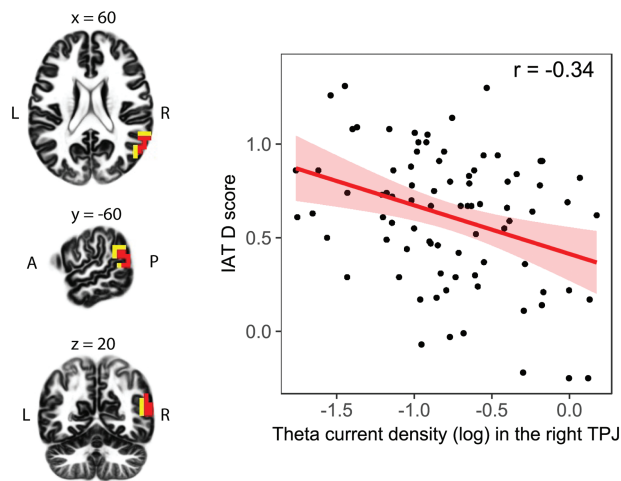 x = 60
L
R
y = -60
A
P
z = 20
L
R
r = -0.34
IAT D score
1.0
0.5
0.0
-1.5
-1.0
-0.5
0.0
Theta current density (log) in the right TPJ